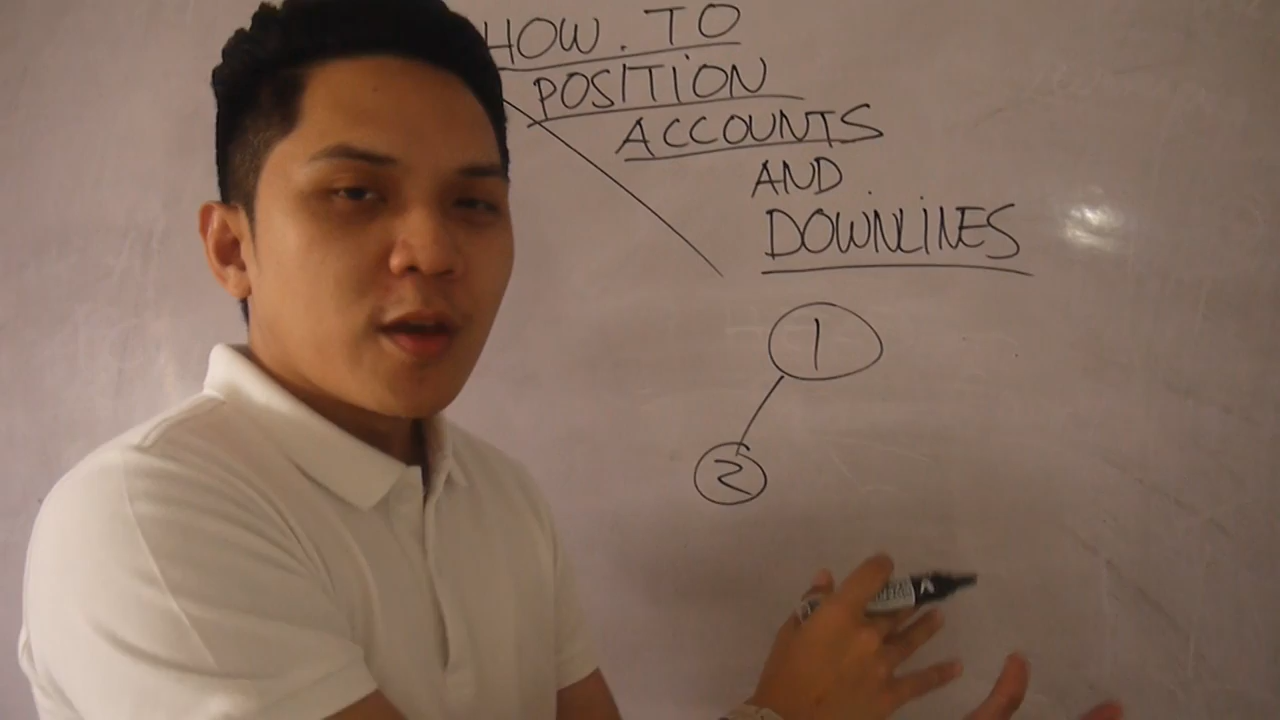 HOW. TO
POSITION
ACCOUNTS
AND
DOWNLINES
1
2